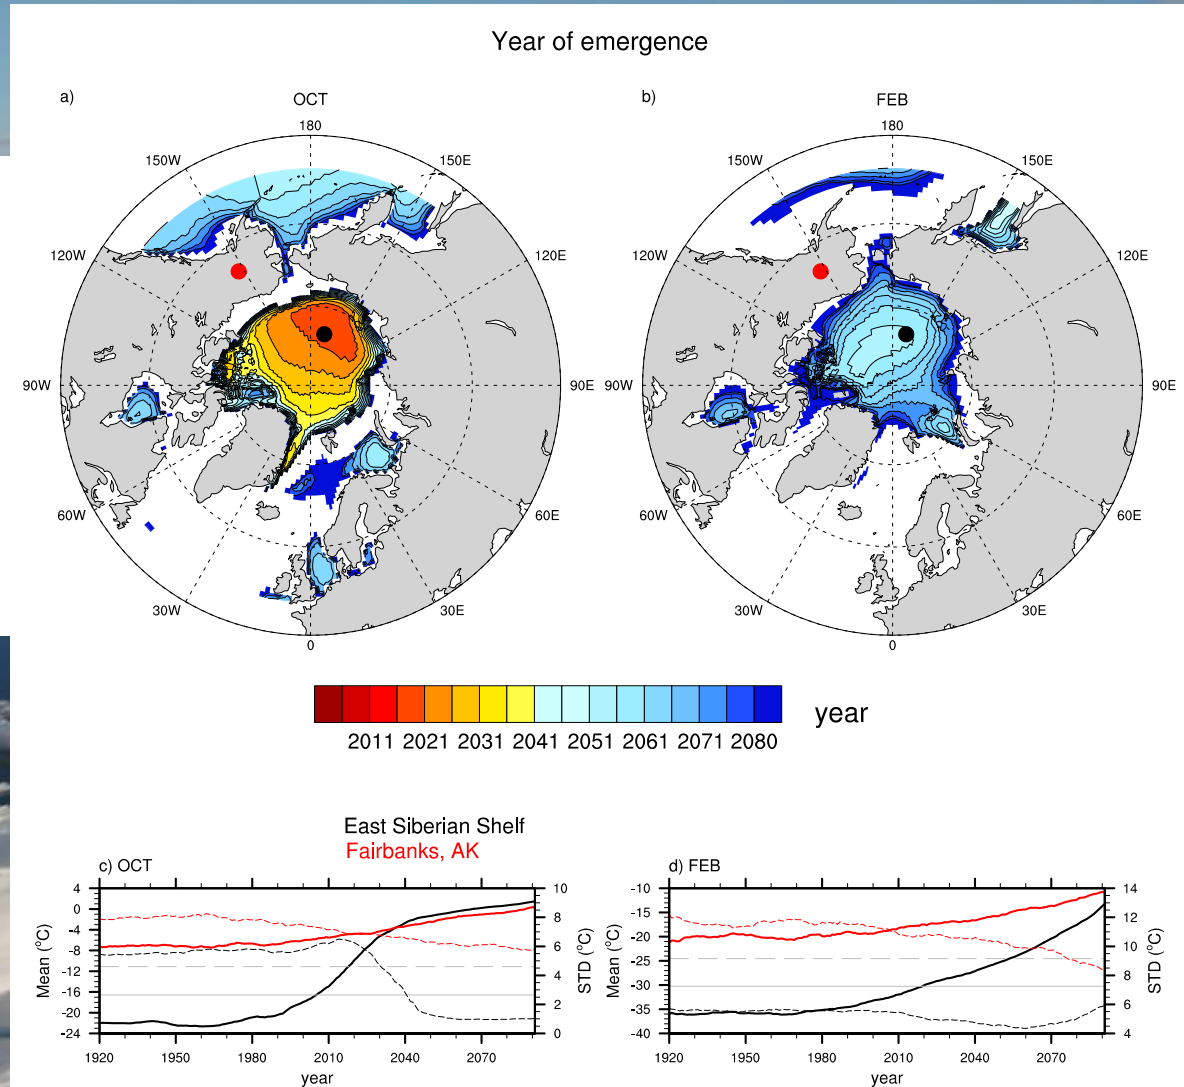 Year of emergence
a)
OCT
180
150W
150E
120W
120E
90W
90E
60W
60E
30W
30E
0
b)
FEB
180
150W
150E
120W
120E
90W
90E
60W
60E
30W
30E
0
2011 2021 2031 2041 2051 2061 2071 2080
year
East Siberian Shelf
Fairbanks, AK
c) OCT
Mean (°C)
4
0
-4
-8
-12
-16
-20
-24
10
8
6
4
2
0
STD (°C)
1920 1950 1980 2010 2040 2070
year
d) FEB
Mean (°C)
-10
-15
-20
-25
-30
-35
-40
14
12
10
8
6
4
STD (°C)
1920 1950 1980 2010 2040 2070
year